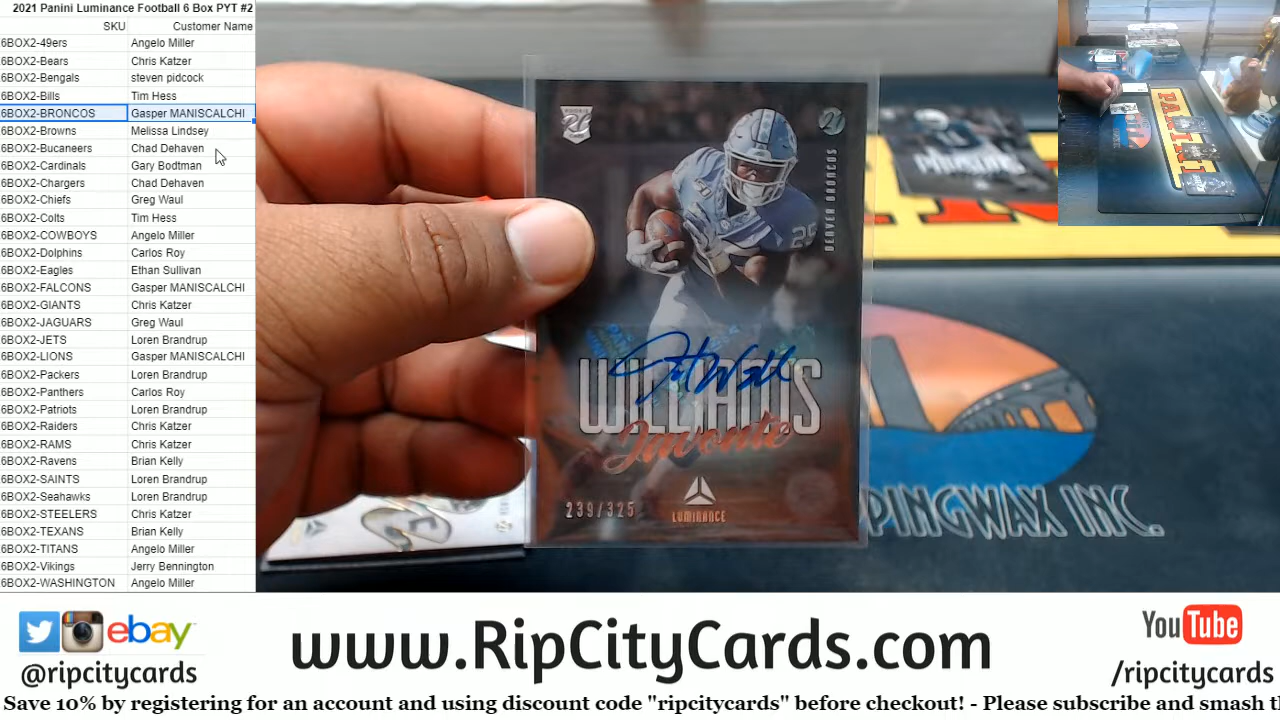 2021 Panini Luminance Football 6 Box PYT #2
SKU Customer Name
6BOX2-49ers Angelo Miller
6BOX2-Bears Chris Katzer
6BOX2-Bengals steven pidcock
6BOX2-Bills Tim Hess
6BOX2-BRONCOS Gasper MANISCALCHI
6BOX2-Browns Melissa Lindsey
6BOX2-Bucaneers Chad Dehaven
6BOX2-Cardinals Gary Bodtman
6BOX2-Chargers Chad Dehaven
6BOX2-Chiefs Greg Waul
6BOX2-Colts Tim Hess
6BOX2-COWBOYS Angelo Miller
6BOX2-Dolphins Carlos Roy
6BOX2-Eagles Ethan Sullivan
6BOX2-FALCONS Gasper MANISCALCHI
6BOX2-GIANTS Chris Katzer
6BOX2-JAGUARS Greg Waul
6BOX2-JETS Loren Brandrup
6BOX2-LIONS Gasper MANISCALCHI
6BOX2-Packers Loren Brandrup
6BOX2-Panthers Carlos Roy
6BOX2-Patriots Loren Brandrup
6BOX2-Raiders Chris Katzer
6BOX2-RAMS Chris Katzer
6BOX2-Ravens Brian Kelly
6BOX2-SAINTS Loren Brandrup
6BOX2-Seahawks Loren Brandrup
6BOX2-STEELERS Chris Katzer
6BOX2-TEXANS Brian Kelly
6BOX2-TITANS Angelo Miller
6BOX2-Vikings Jerry Bennington
6BOX2-WASHINGTON Angelo Miller
RC
21
DENVER BRONCOS
25
WILLIAMS
Javonte
239/325
LUMINANCE
PARSONS
PANINI
PPINGWAX INC.
ebay
@ripcitycards
www.RipCityCards.com
YouTube
/ripcitycards
Save 10% by registering for an account and using discount code "ripcitycards" before checkout! - Please subscribe and smash t